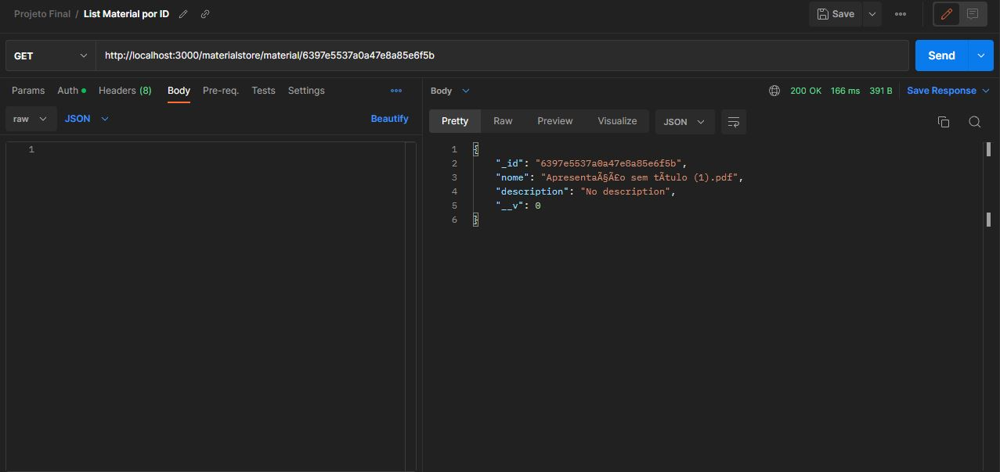 Projeto Final / List Material por ID
Save
GET
http://localhost:3000/materialstore/material/6397e5537a0a47e8a85e6f5b
Send
Params Auth Headers (8) Body Pre-req. Tests Settings
Body
200 OK 166 ms 391 B Save Response
raw JSON Beautify
Pretty Raw Preview Visualize JSON
1
1 {
2 "_id": "6397e5537a0a47e8a85e6f5b",
3 "nome": "ApresentaÃ§Ã£o sem tÃtulo (1).pdf",
4 "description": "No description",
5 "__v": 0
6 }